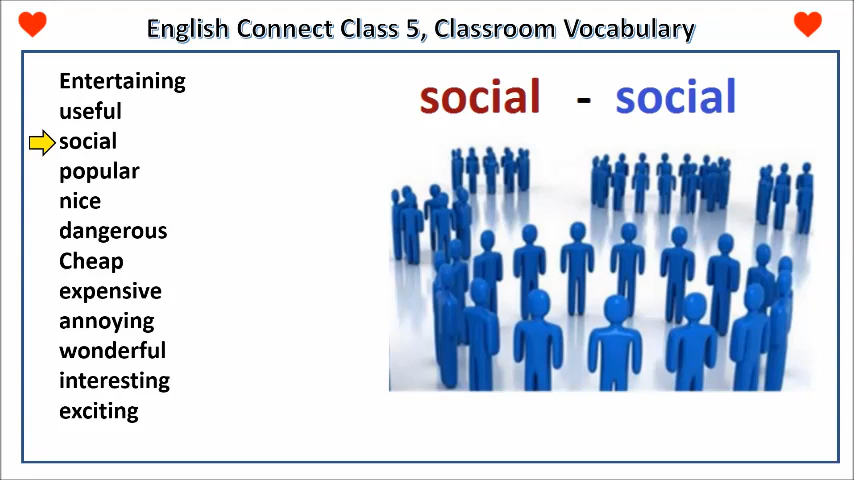 English Connect Class 5, Classroom Vocabulary
Entertaining
useful
social
popular
nice
dangerous
Cheap
expensive
annoying
wonderful
interesting
exciting
social - social